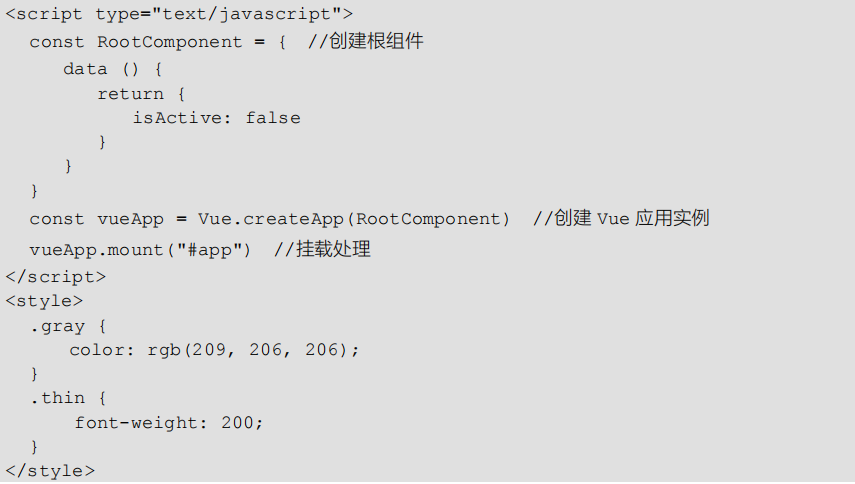 <script type="text/javascript">
  const RootComponent = {  //创建根组件
     data () {
        return {
           isActive: false
        }
     }
  }
  const vueApp = Vue.createApp(RootComponent)  //创建 Vue 应用实例
  vueApp.mount("#app")  //挂载处理
</script>
<style>
  .gray {
     color: rgb(209, 206, 206);
  }
  .thin {
     font-weight: 200;
  }
</style>